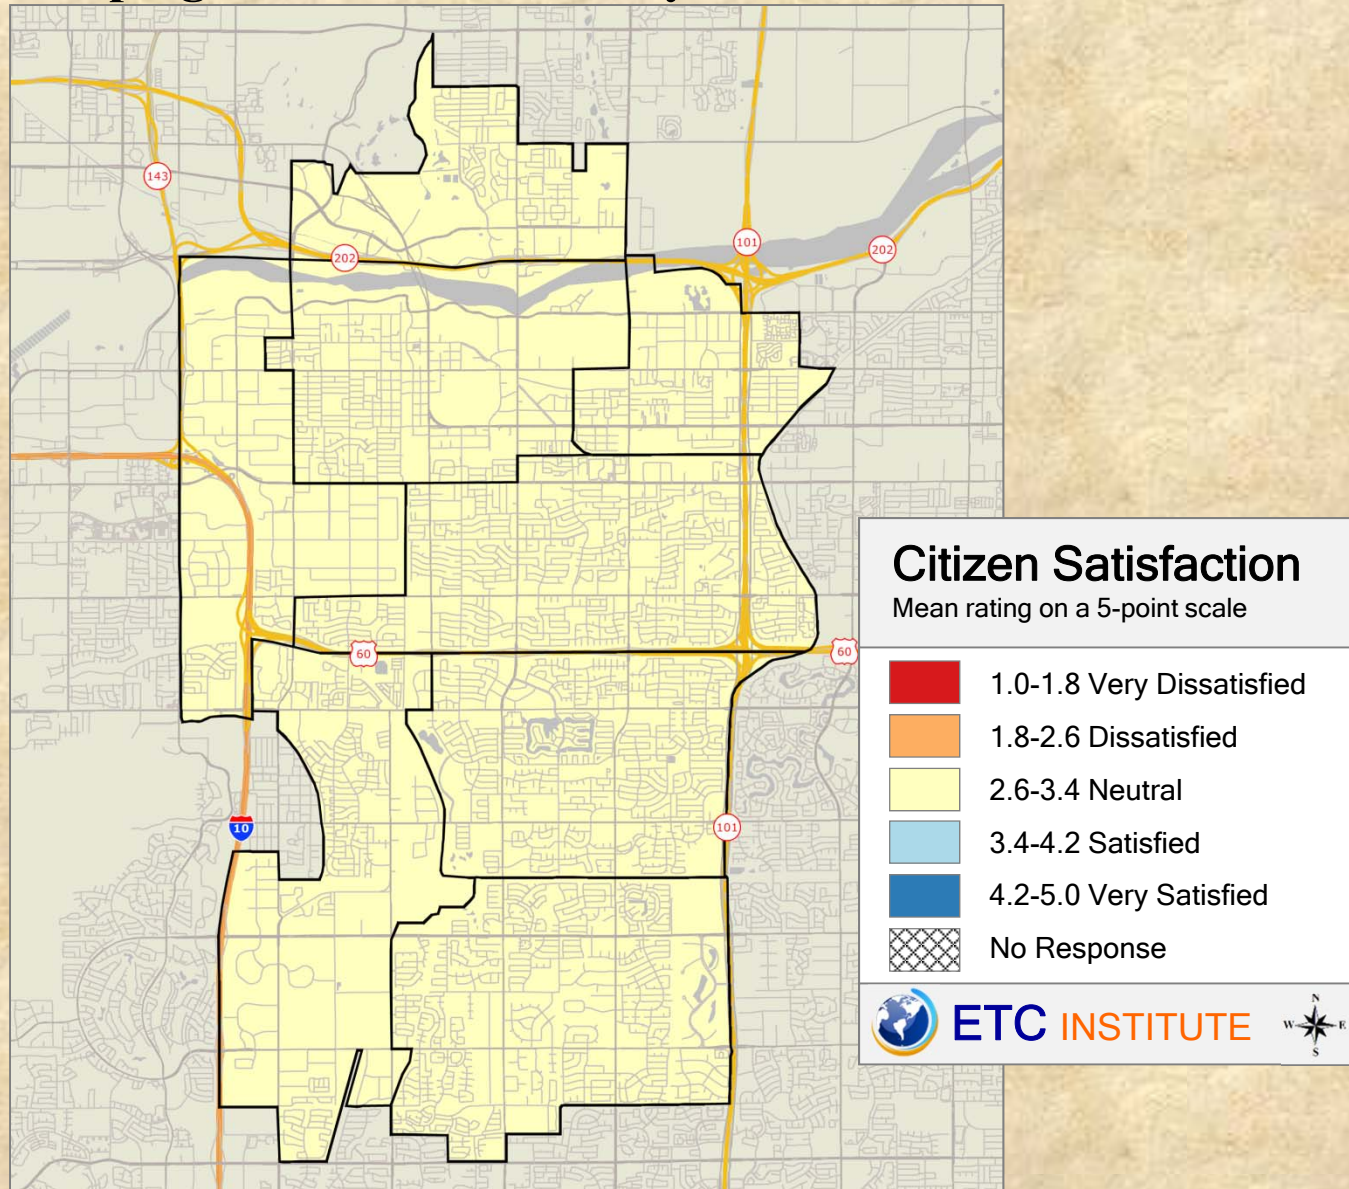 143
202
101
202
60
60
10
101
Citizen Satisfaction
Mean rating on a 5-point scale
1.0-1.8 Very Dissatisfied
1.8-2.6 Dissatisfied
2.6-3.4 Neutral
3.4-4.2 Satisfied
4.2-5.0 Very Satisfied
No Response
ETC INSTITUTE
N
W E
S